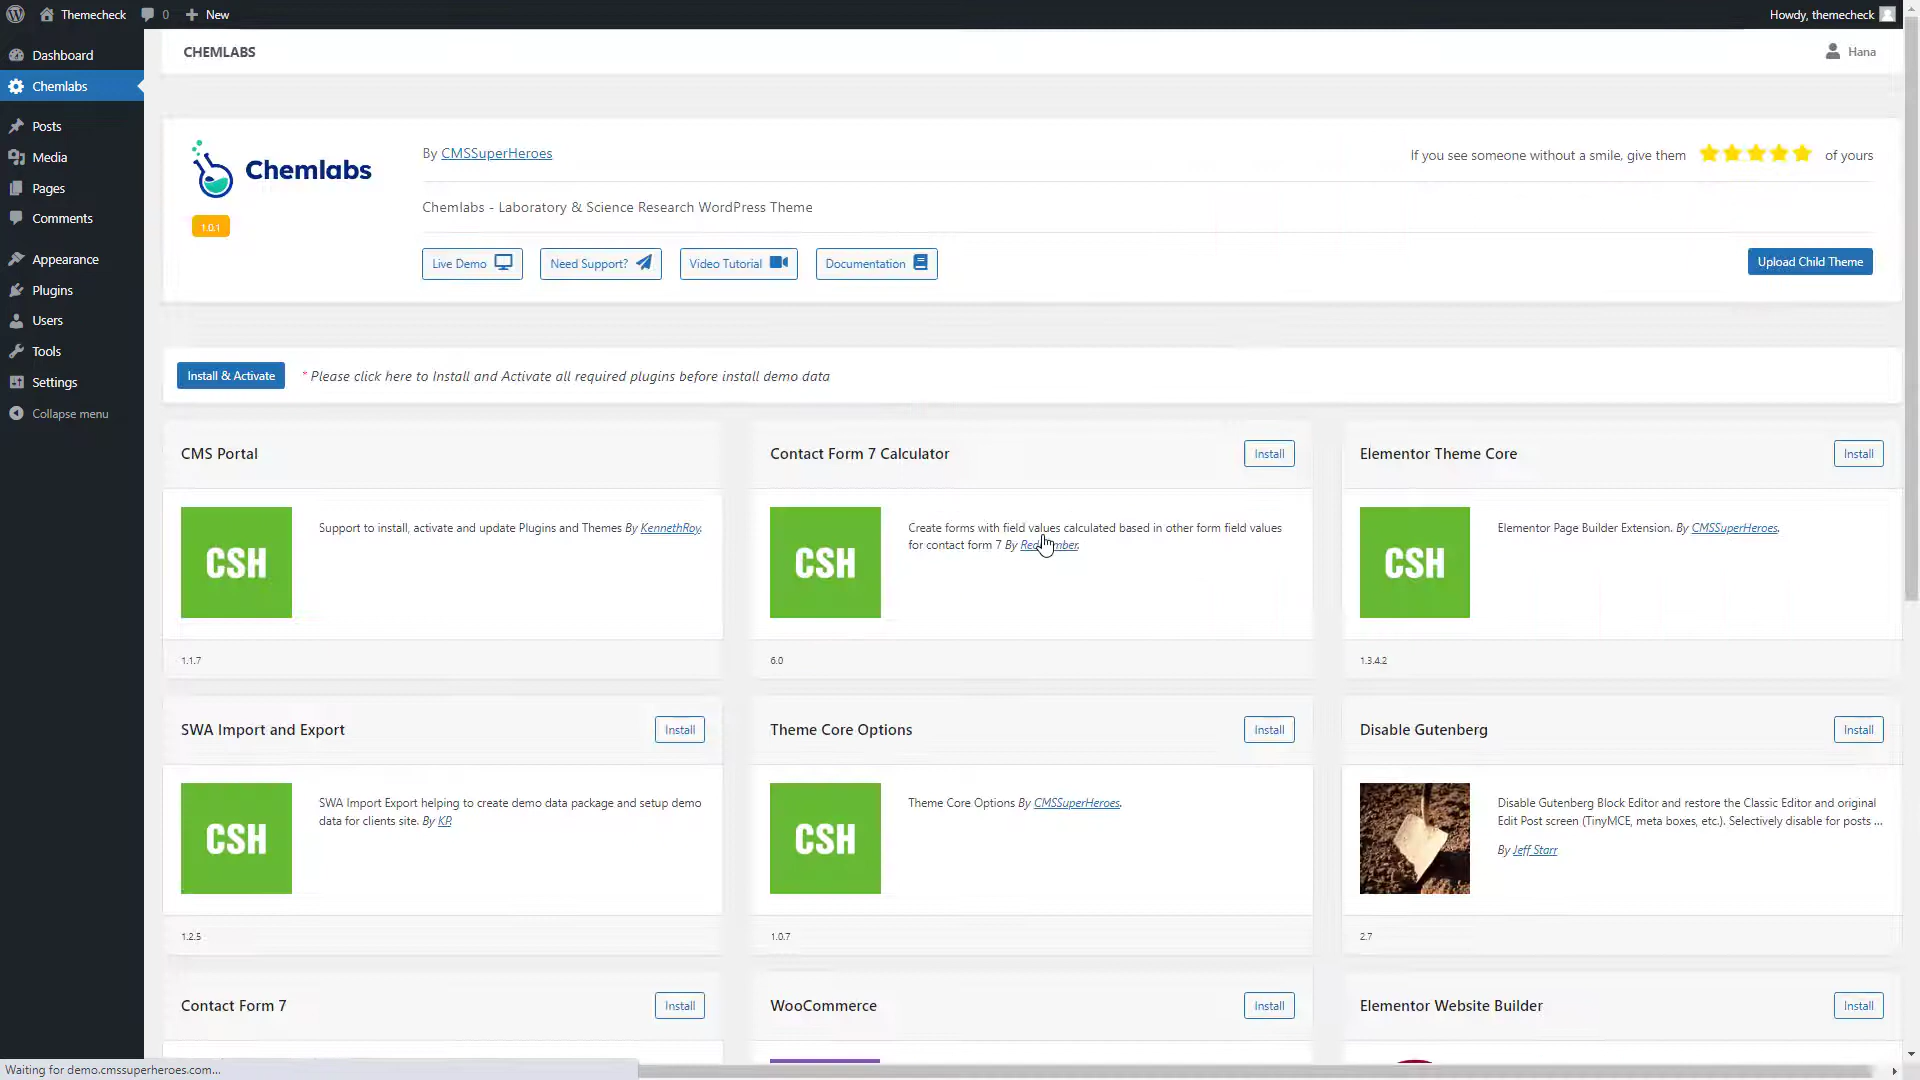 Themecheck
0
New
Howdy, themecheck
Dashboard
Chemlabs
Posts
Media
Pages
Comments
Appearance
Plugins
Users
Tools
Settings
Collapse menu
CHEMLABS
Hana
Chemlabs
1.0.1
By CMSSuperHeroes
If you see someone without a smile, give them
of yours
Chemlabs - Laboratory & Science Research WordPress Theme
Live Demo
Need Support?
Video Tutorial
Documentation
Upload Child Theme
Install & Activate
* Please click here to Install and Activate all required plugins before install demo data
CMS Portal
CSH
Support to install, activate and update Plugins and Themes By KennethRoy.
1.1.7
Contact Form 7 Calculator
Install
CSH
Create forms with field values calculated based in other form field values
for contact form 7 By
6.0
Elementor Theme Core
Install
CSH
Elementor Page Builder Extension. By CMSSuperHeroes.
1.3.4.2
SWA Import and Export
Install
CSH
SWA Import Export helping to create demo data package and setup demo
data for clients site. By KP.
1.2.5
Theme Core Options
Install
CSH
Theme Core Options By CMSSuperHeroes.
1.0.7
Disable Gutenberg
Install
Disable Gutenberg Block Editor and restore the Classic Editor and original
Edit Post screen (TinyMCE, meta boxes, etc.). Selectively disable for posts ...
By Jeff Starr
2.7
Contact Form 7
Install
WooCommerce
Install
Elementor Website Builder
Install
Waiting for demo.cmssuperheroes.com...